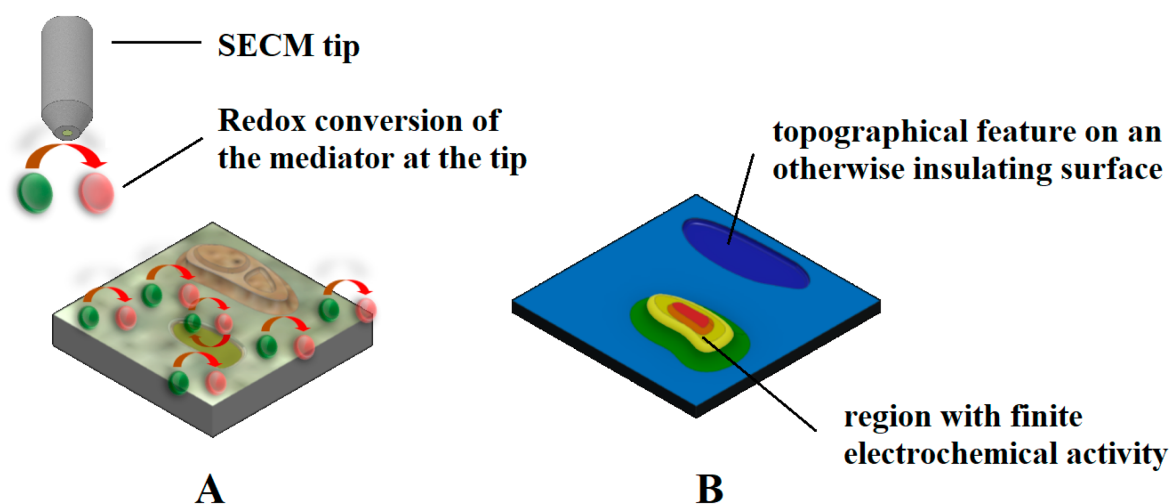 SECM tip
Redox conversion of
the mediator at the tip
topographical feature on an
otherwise insulating surface
region with finite
electrochemical activity
A
B